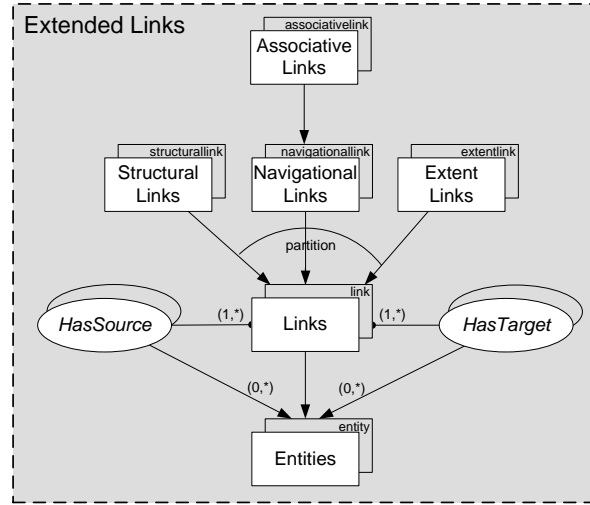 Extended Links
associativelink
Associative
Links
structurallink
Structural
Links
navigationallink
Navigational
Links
extentlink
Extent
Links
partition
link
Links
HasSource
(1,*)
(1,*)
HasTarget
(0,*)
(0,*)
entity
Entities